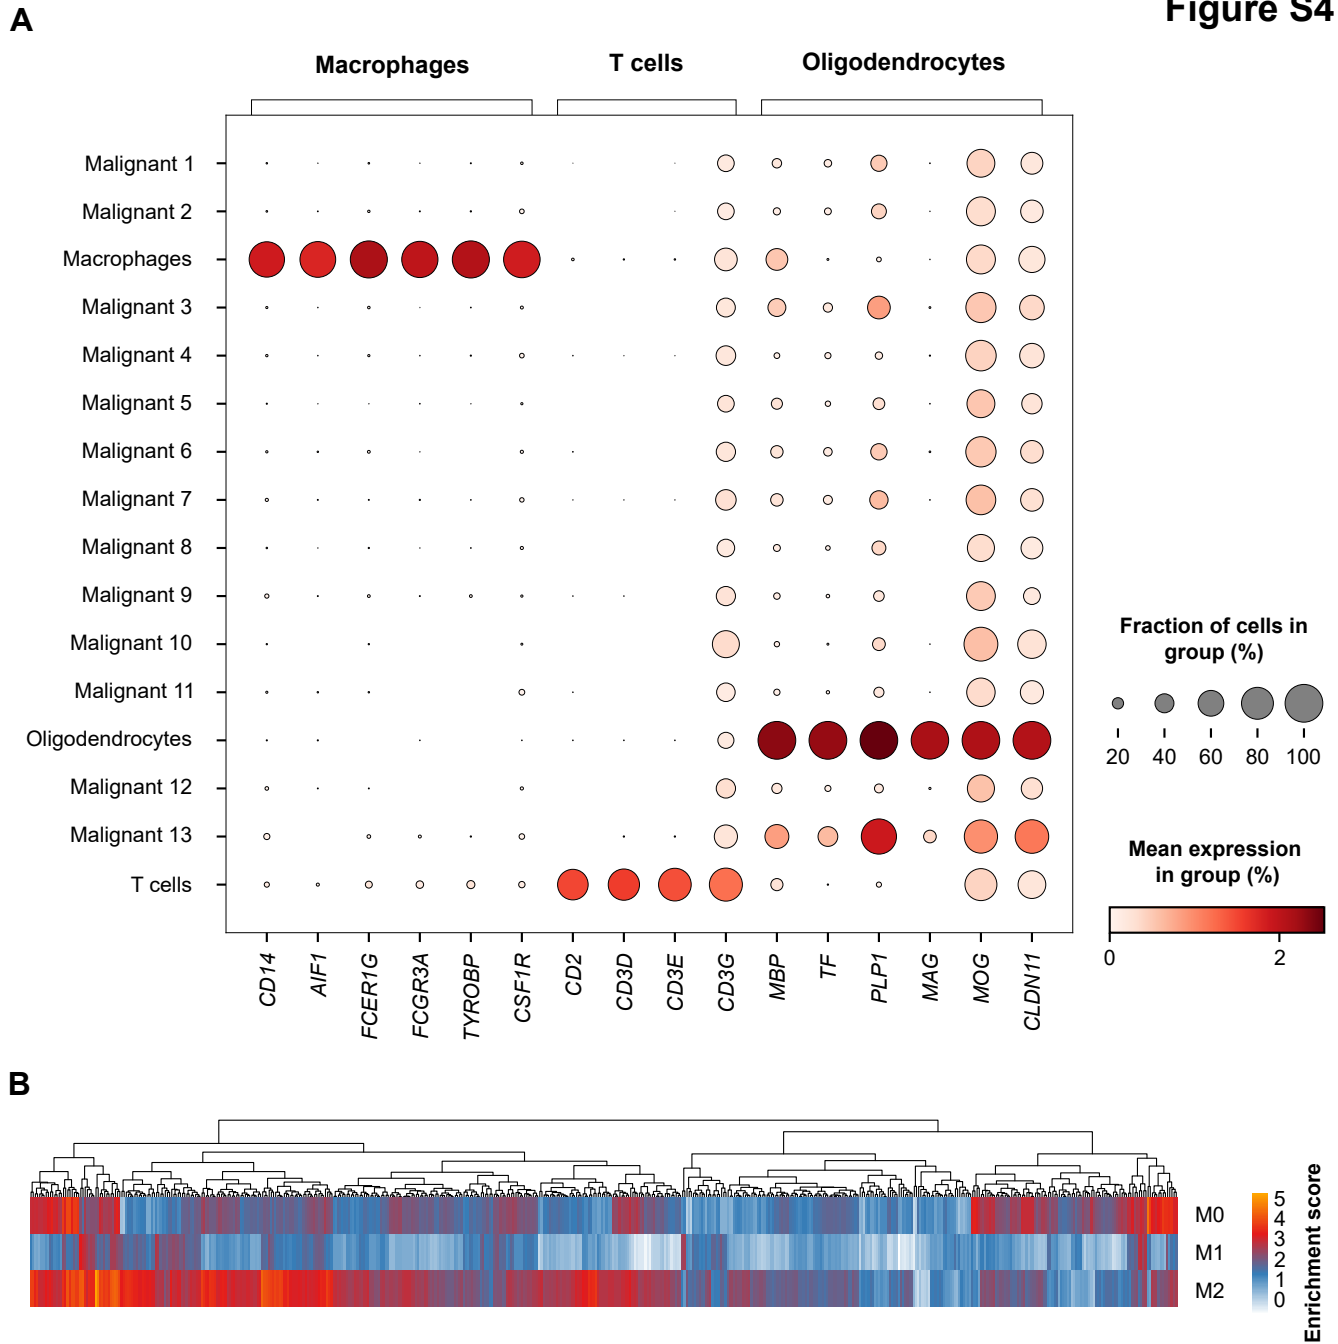 Figure S4
A
Macrophages
T cells
Oligodendrocytes
Malignant 1
Malignant 2
Macrophages
Malignant 3
Malignant 4
Malignant 5
Malignant 6
Malignant 7
Malignant 8
Malignant 9
Malignant 10
Malignant 11
Oligodendrocytes
Malignant 12
Malignant 13
T cells
CD14
AIF1
FCER1G
FCGR3A
TYROBP
CSF1R
CD2
CD3D
CD3E
CD3G
MBP
TF
PLP1
MAG
MOG
CLDN11
Fraction of cells in
group (%)
20 40 60 80 100
Mean expression
in group (%)
0 2
B
M0
M1
M2
5
4
3
2
1
0
Enrichment score